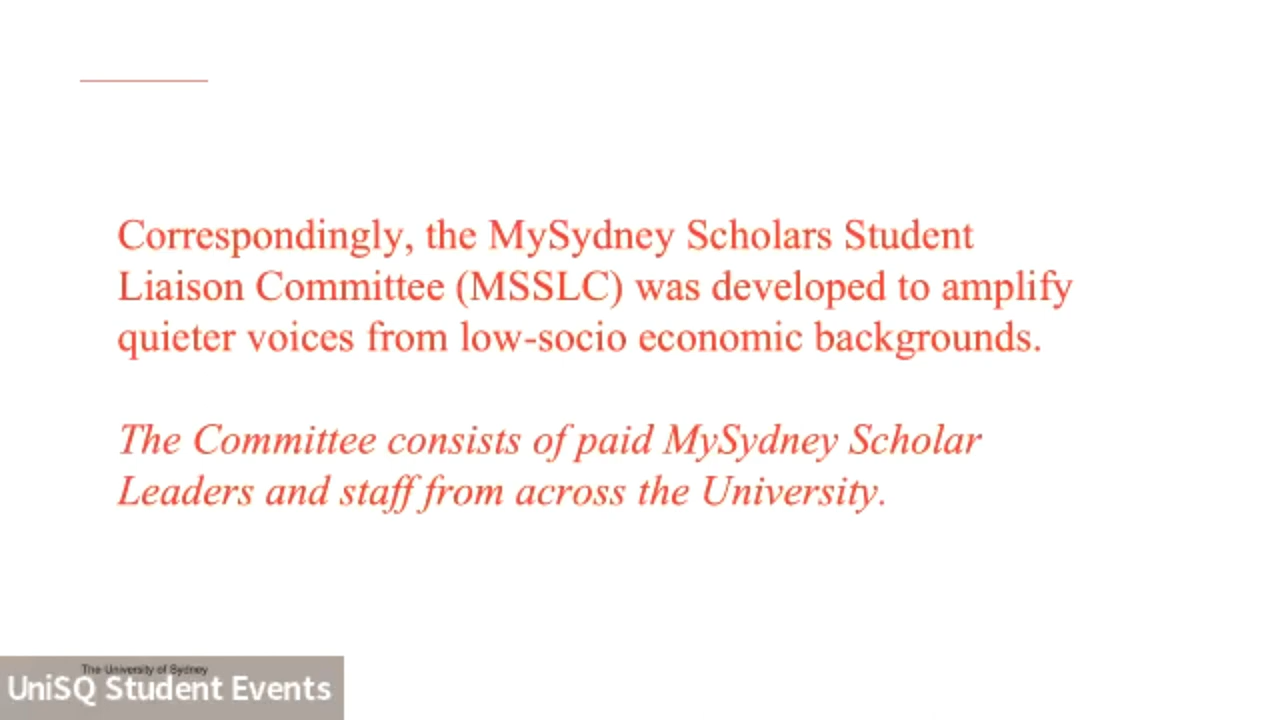 Correspondingly, the MySydney Scholars Student
Liaison Committee (MSSLC) was developed to amplify
quieter voices from low-socio economic backgrounds.
The Committee consists of paid MySydney Scholar
Leaders and staff from across the University.
The University of Sydney
UniSQ Student Events